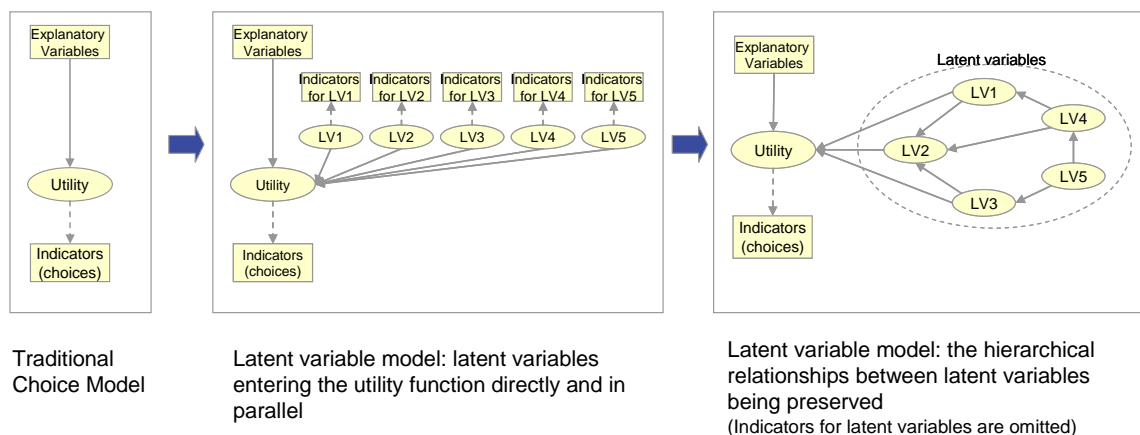 Explanatory
Variables
Utility
Indicators
(choices)
Explanatory
Variables
Indicators
for LV1
Indicators
for LV2
Indicators
for LV3
Indicators
for LV4
Indicators
for LV5
LV1
LV2
LV3
LV4
LV5
Utility
Indicators
(choices)
Explanatory
Variables
Latent variables
LV1
LV4
Utility
LV2
LV5
LV3
Indicators
(choices)
Traditional
Choice Model
Latent variable model: latent variables
entering the utility function directly and in
parallel
Latent variable model: the hierarchical
relationships between latent variables
being preserved
(Indicators for latent variables are omitted)